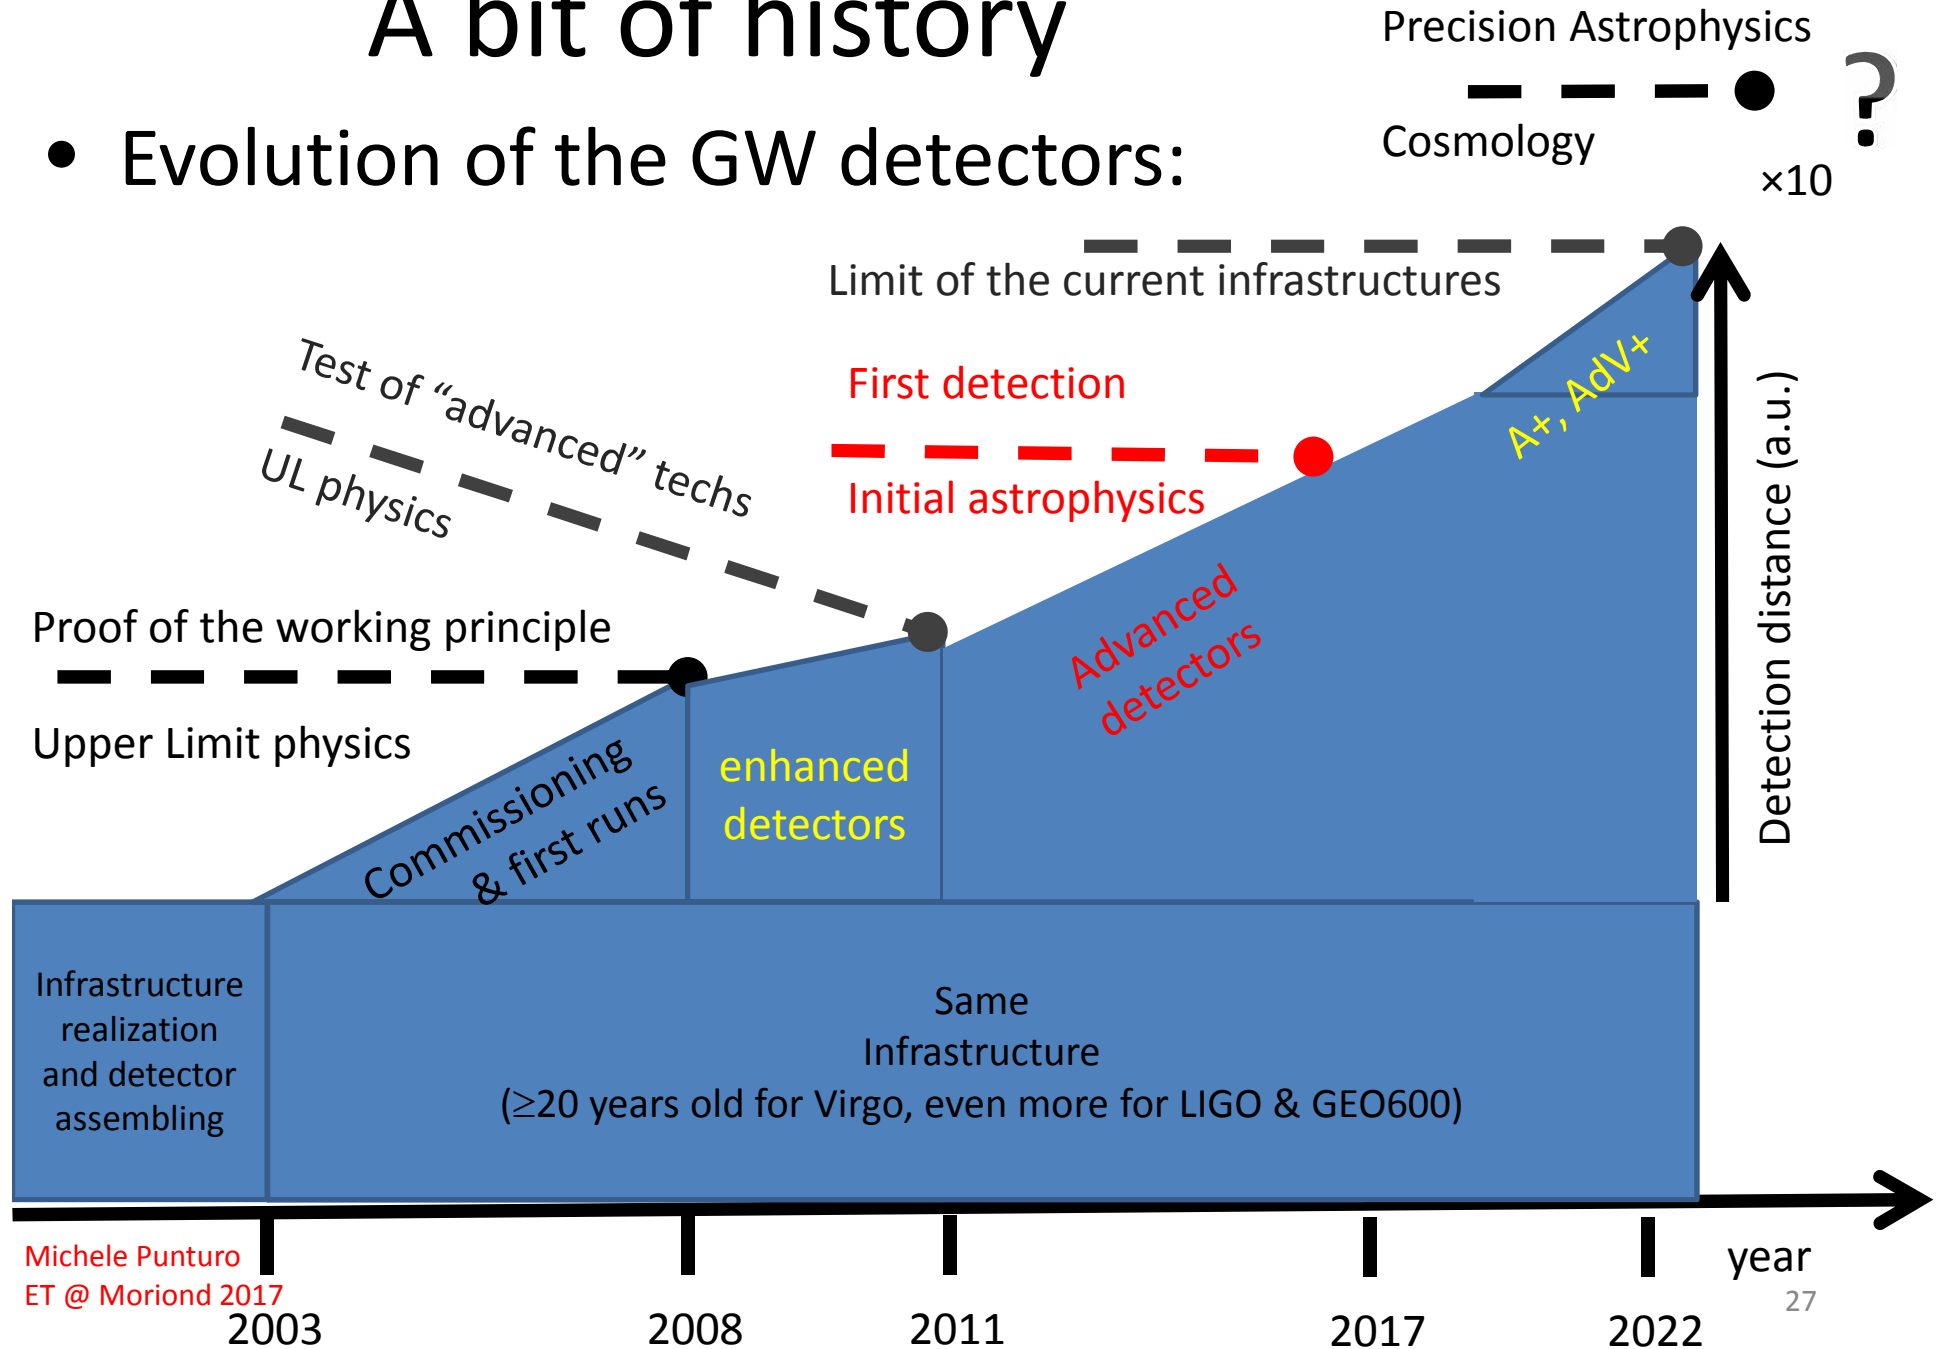 A bit of history
Precision Astrophysics
?
• Evolution of the GW detectors:
Cosmology
×10
Limit of the current infrastructures
Test of “advanced” techs
UL physics
First detection
Initial astrophysics
A+, AdV+
Detection distance (a.u.)
Proof of the working principle
Upper Limit physics
Advanced
detectors
Commissioning
& first runs
enhanced
detectors
Infrastructure
realization
and detector
assembling
Same
Infrastructure
(≥20 years old for Virgo, even more for LIGO & GEO600)
Michele Punturo
ET @ Moriond 2017
year
27
2003
2008
2011
2017
2022